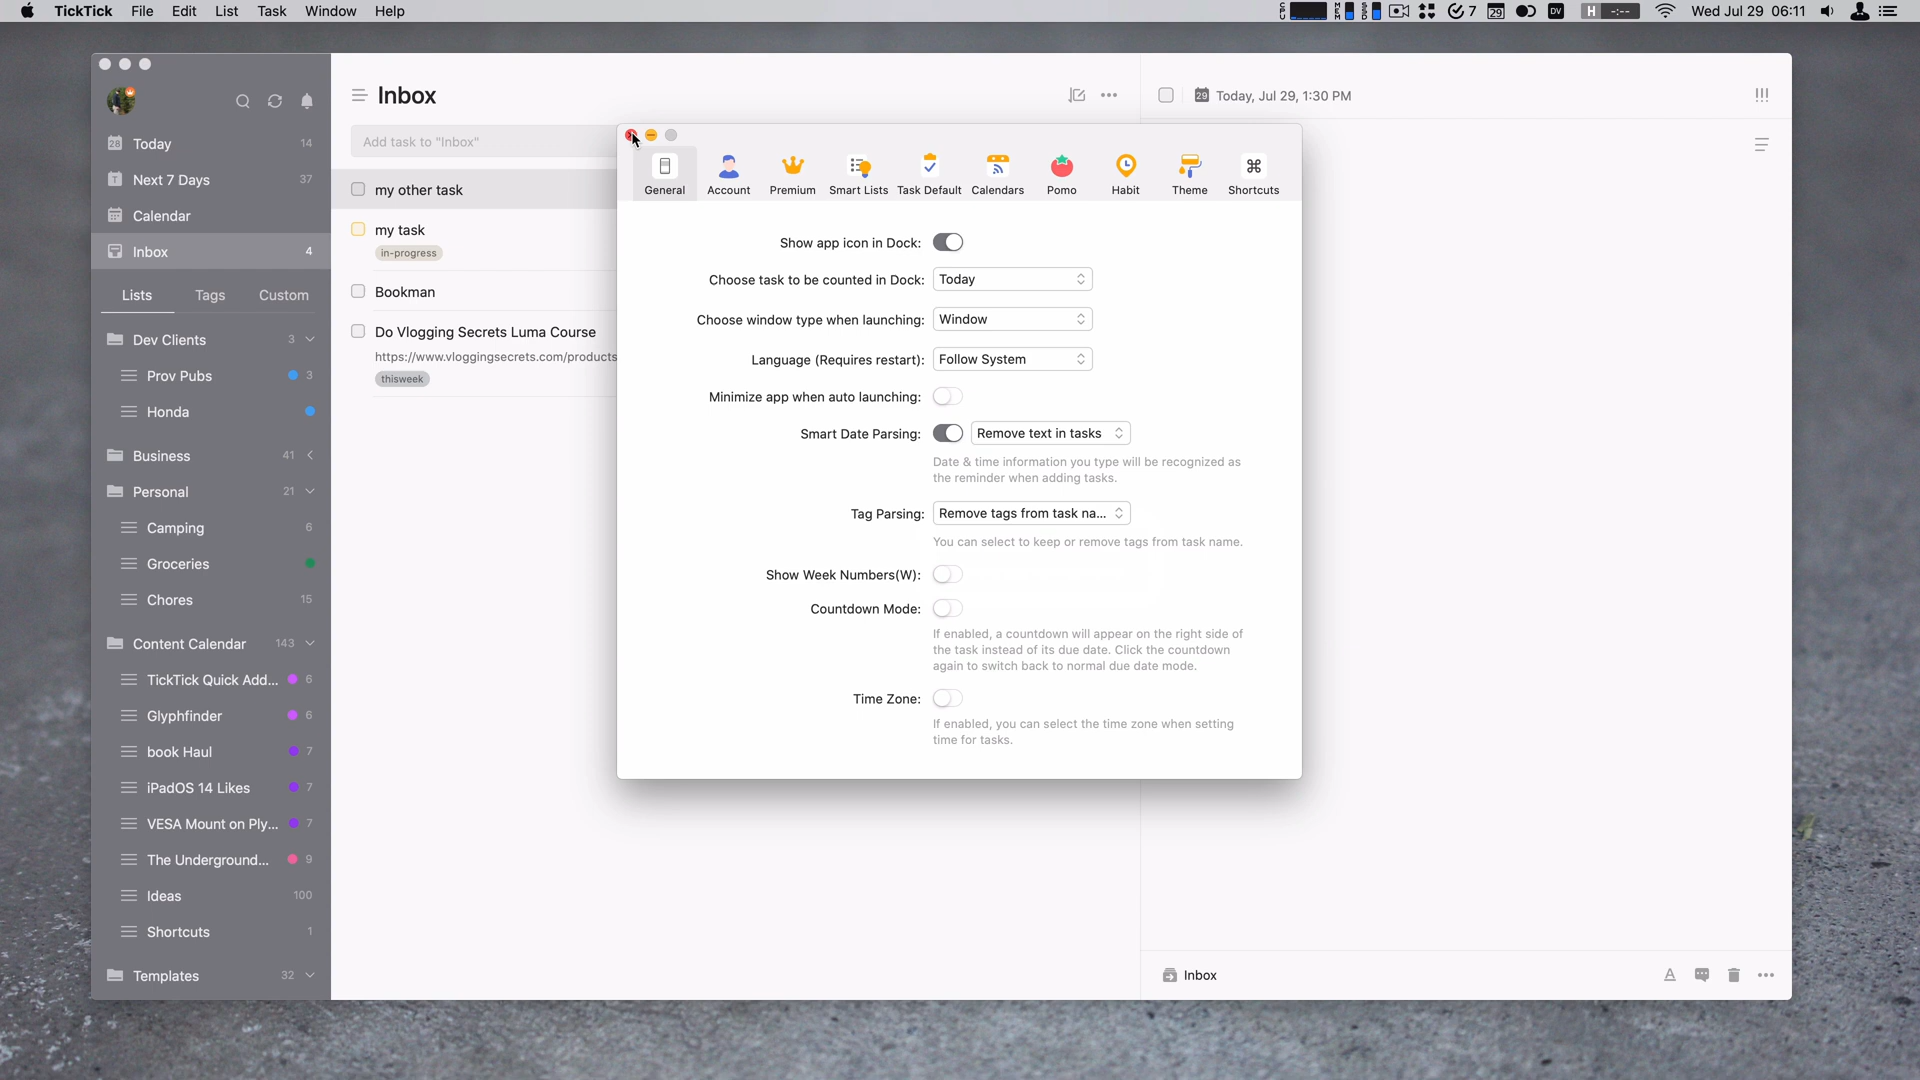 TickTick File Edit List Task Window Help
7
29
DV
H -:--
Wed Jul 29 06:11
Today 14
Next 7 Days 37
Calendar
Inbox 4
Lists Tags Custom
Dev Clients 3
Prov Pubs 3
Honda
Business 41
Personal 21
Camping 6
Groceries
Chores 15
Content Calendar 143
TickTick Quick Add... 6
Glyphfinder 6
book Haul 7
iPadOS 14 Likes 7
VESA Mount on Ply... 7
The Underground... 9
Ideas 100
Shortcuts 1
Templates 32
Inbox
Add task to "Inbox"
my other task
my task
in-progress
Bookman
Do Vlogging Secrets Luma Course
https://www.vloggingsecrets.com/products
thisweek
General Account Premium Smart Lists Task Default Calendars Pomo Habit Theme Shortcuts
Show app icon in Dock:
Choose task to be counted in Dock: Today
Choose window type when launching: Window
Language (Requires restart): Follow System
Minimize app when auto launching:
Smart Date Parsing: Remove text in tasks
Date & time information you type will be recognized as
the reminder when adding tasks.
Tag Parsing: Remove tags from task na...
You can select to keep or remove tags from task name.
Show Week Numbers(W):
Countdown Mode:
If enabled, a countdown will appear on the right side of
the task instead of its due date. Click the countdown
again to switch back to normal due date mode.
Time Zone:
If enabled, you can select the time zone when setting
time for tasks.
29 Today, Jul 29, 1:30 PM
Inbox